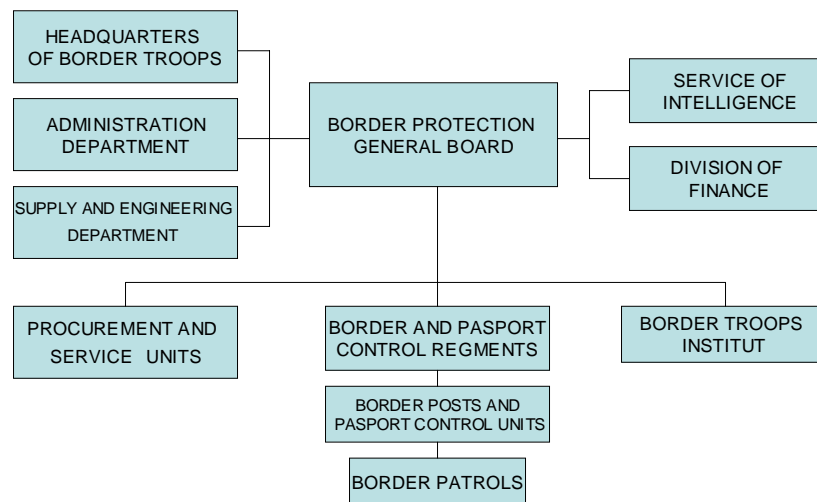 HEADQUARTERS
OF BORDER TROOPS
ADMINISTRATION
DEPARTMENT
SUPPLY AND ENGINEERING
DEPARTMENT
BORDER PROTECTION
GENERAL BOARD
SERVICE OF
INTELLIGENCE
DIVISION OF
FINANCE
PROCUREMENT AND
SERVICE UNITS
BORDER AND PASPORT
CONTROL REGMENTS
BORDER TROOPS
INSTITUT
BORDER POSTS AND
PASPORT CONTROL UNITS
BORDER PATROLS